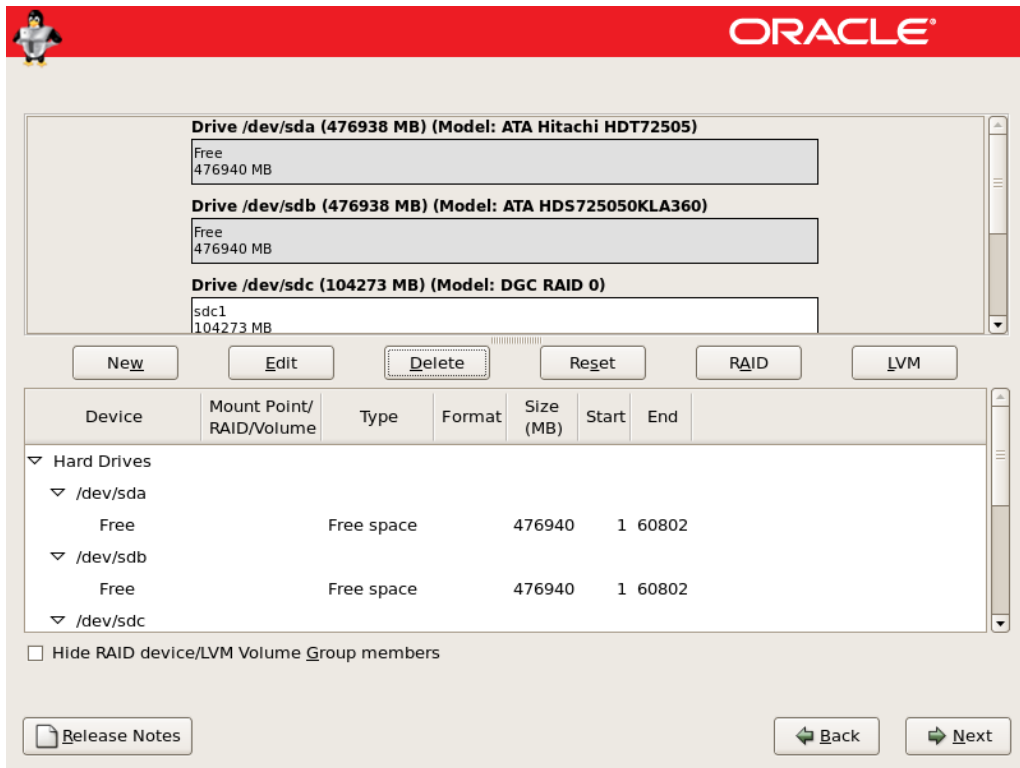 ORACLE®
Drive /dev/sda (476938 MB) (Model: ATA Hitachi HDT72505)
Free
476940 MB
Drive /dev/sdb (476938 MB) (Model: ATA HDS725050KLA360)
Free
476940 MB
Drive /dev/sdc (104273 MB) (Model: DGC RAID 0)
sdc1
104273 MB
New Edit Delete Reset RAID LVM
Device Mount Point/ RAID/Volume Type Format Size (MB) Start End
Hard Drives
/dev/sda
Free Free space 476940 1 60802
/dev/sdb
Free Free space 476940 1 60802
/dev/sdc
Hide RAID device/LVM Volume Group members
Release Notes Back Next